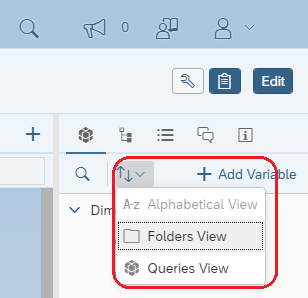 0
Edit
Add Variable
Dim
A-z Alphabetical View
Folders View
Queries View